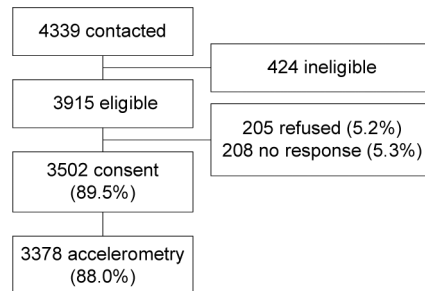 4339 contacted
424 ineligible
3915 eligible
205 refused (5.2%)
208 no response (5.3%)
3502 consent
(89.5%)
3378 accelerometry
(88.0%)